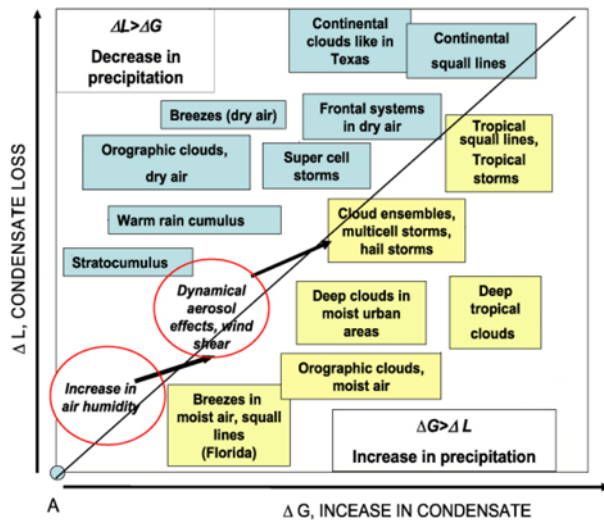 ΔL>ΔG
Decrease in
precipitation
Continental
clouds like in
Texas
Continental
squall lines
Breezes (dry air)
Frontal systems
in dry air
Tropical
squall lines,
Tropical
storms
Orographic clouds,
dry air
Super cell
storms
Warm rain cumulus
Cloud ensembles,
multicell storms,
hail storms
Stratocumulus
Dynamical
aerosol
effects, wind
shear
Deep clouds in
moist urban
areas
Deep
tropical
clouds
Increase in
air humidity
Orographic clouds,
moist air
Breezes in
moist air, squall
lines
(Florida)
ΔG>Δ L
Increase in precipitation
Δ L, CONDENSATE LOSS
A
Δ G, INCEASE IN CONDENSATE